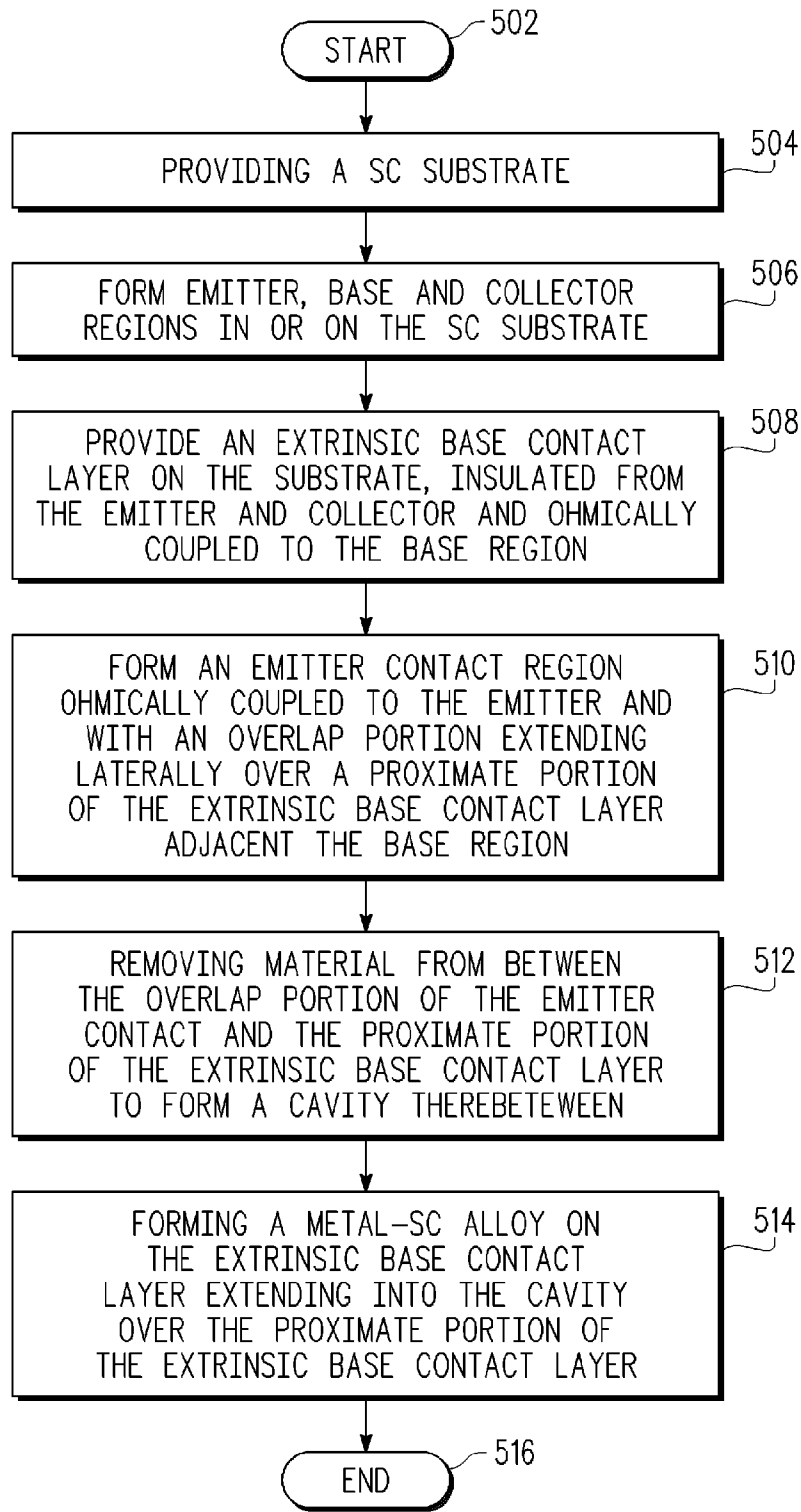 START
502
PROVIDING A SC SUBSTRATE
504
FORM EMITTER, BASE AND COLLECTOR
REGIONS IN OR ON THE SC SUBSTRATE
506
PROVIDE AN EXTRINSIC BASE CONTACT
LAYER ON THE SUBSTRATE, INSULATED FROM
THE EMITTER AND COLLECTOR AND OHMICALLY
COUPLED TO THE BASE REGION
508
FORM AN EMITTER CONTACT REGION
OHMICALLY COUPLED TO THE EMITTER AND
WITH AN OVERLAP PORTION EXTENDING
LATERALLY OVER A PROXIMATE PORTION
OF THE EXTRINSIC BASE CONTACT LAYER
ADJACENT THE BASE REGION
510
REMOVING MATERIAL FROM BETWEEN
THE OVERLAP PORTION OF THE EMITTER
CONTACT AND THE PROXIMATE PORTION
OF THE EXTRINSIC BASE CONTACT LAYER
TO FORM A CAVITY THEREBETEWEEN
512
FORMING A METAL-SC ALLOY ON
THE EXTRINSIC BASE CONTACT
LAYER EXTENDING INTO THE CAVITY
OVER THE PROXIMATE PORTION OF
THE EXTRINSIC BASE CONTACT LAYER
514
END
516